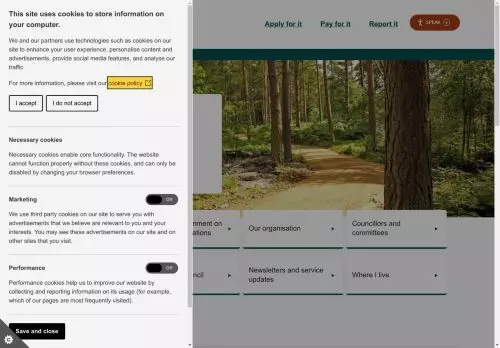 This site uses cookies to store information on
your computer.
We and our partners use technologies such as cookies on our
site to enhance your user experience, personalise content and
advertisements, provide social media features, and analyse our
traffic
For more information, please visit our cookie policy
I accept
I do not accept
Necessary cookies
Necessary cookies enable core functionality. The website
cannot function properly without these cookies, and can only be
disabled by changing your browser preferences.
Marketing
Off
We use third party cookies on our site to serve you with
advertisements that we believe are relevant to you and your
interests. You may see these advertisements on our site and on
other sites that you visit.
Performance
Off
Performance cookies help us to improve our website by
collecting and reporting information on its usage (for example,
which of our pages are most frequently visited).
Save and close
Apply for it
Pay for it
Report it
SPEAK
Our organisation
Councillors and
committees
Newsletters and service
updates
Where I live